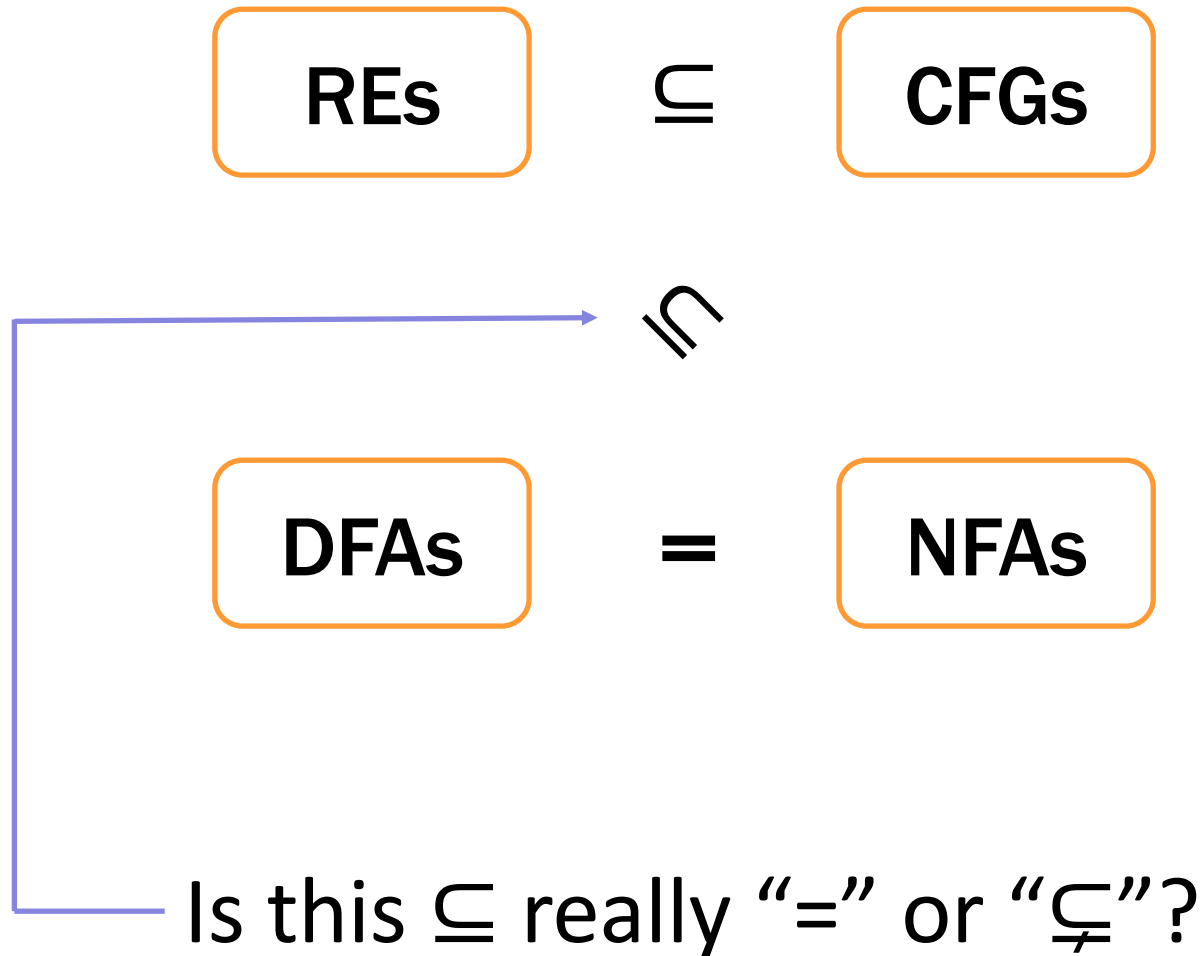 REs ⊆ CFGs
⊆
DFAs = NFAs
Is this ⊆ really “=” or “⊊”?